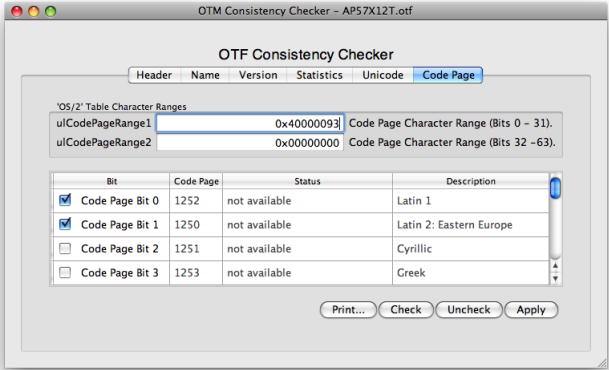 OTM Consistency Checker – AP57X12T.otf
OTF Consistency Checker
Header Name Version Statistics Unicode Code Page
'OS/2' Table Character Ranges
ulCodePageRange1 0x40000093 Code Page Character Range (Bits 0 – 31).
ulCodePageRange2 0x00000000 Code Page Character Range (Bits 32 –63).
Bit Code Page Status Description
Code Page Bit 0 1252 not available Latin 1
Code Page Bit 1 1250 not available Latin 2: Eastern Europe
Code Page Bit 2 1251 not available Cyrillic
Code Page Bit 3 1253 not available Greek
Print... Check Uncheck Apply